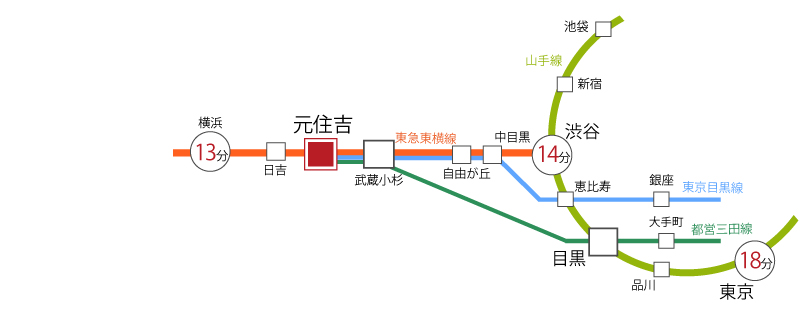 池袋
山手線
新宿
横浜
13分
日吉
元住吉
武蔵小杉
東急東横線
自由が丘
中目黒
渋谷
14分
恵比寿
銀座
東京目黒線
大手町
都営三田線
目黒
品川
18分
東京